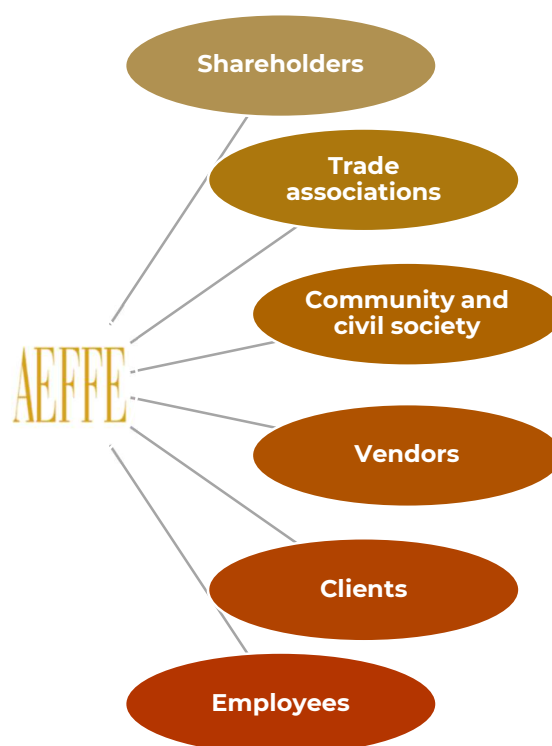 Shareholders
Trade
associations
Community and
civil society
AEFFE
Vendors
Clients
Employees